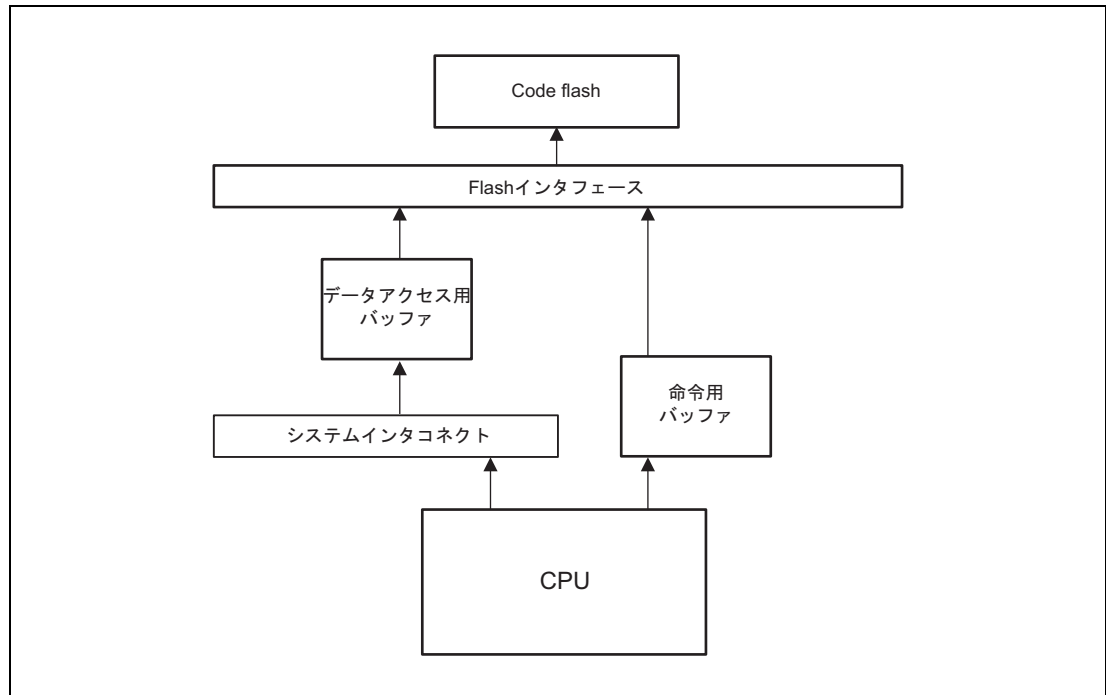 Code flash
Flashインタフェース
データアクセス用
バッファ
命令用
バッファ
システムインタコネクト
CPU